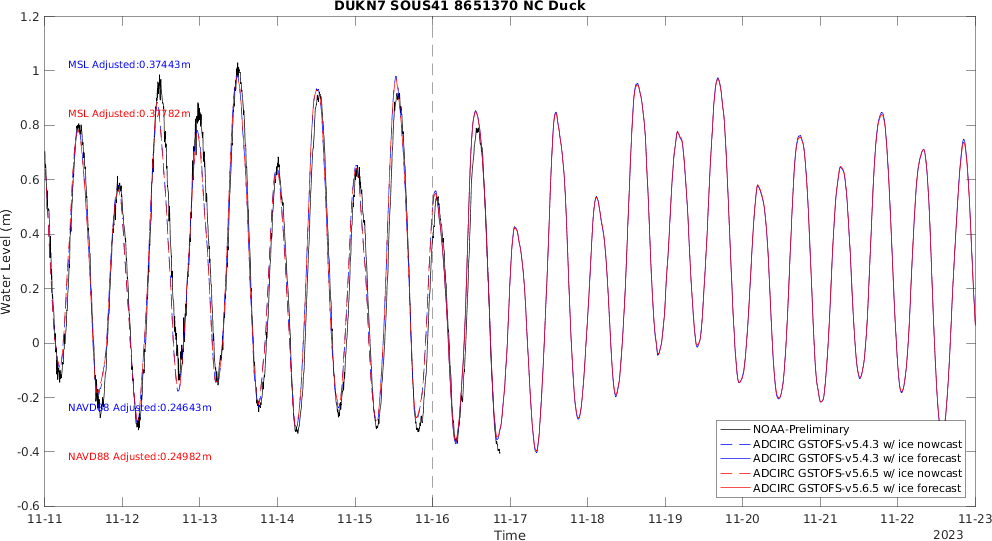 DUKN7 SOUS41 8651370 NC Duck
1.2
1
0.8
0.6
0.4
0.2
0
-0.2
-0.4
-0.6
Water Level (m)
MSL Adjusted:0.37443m
MSL Adjusted:0.37782m
NAVD88 Adjusted:0.24643m
NAVD88 Adjusted:0.24982m
NOAA-Preliminary
ADCIRC GSTOFS-v5.4.3 w/ ice nowcast
ADCIRC GSTOFS-v5.4.3 w/ ice forecast
ADCIRC GSTOFS-v5.6.5 w/ ice nowcast
ADCIRC GSTOFS-v5.6.5 w/ ice forecast
11-11 11-12 11-13 11-14 11-15 11-16 11-17 11-18 11-19 11-20 11-21 11-22 11-23
Time
2023